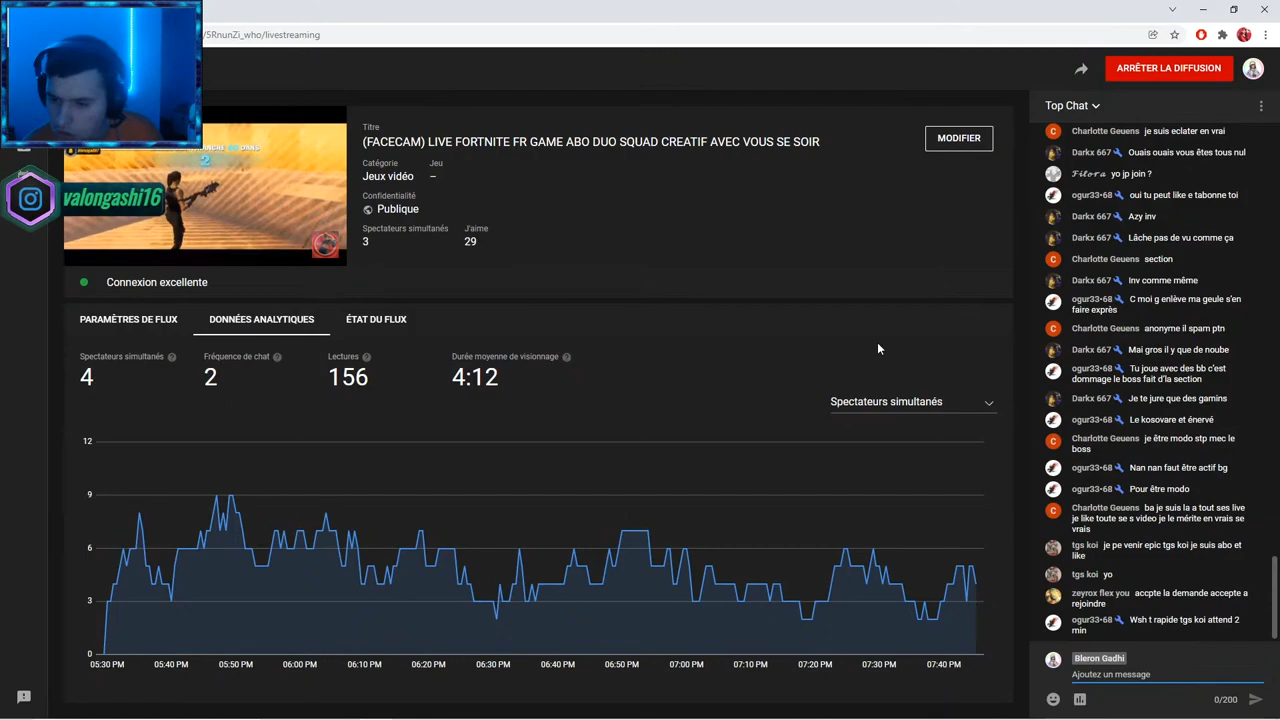 /5RnunZi_who/livestreaming
ARRÊTER LA DIFFUSION
2
valongashi16
Titre
(FACECAM) LIVE FORTNITE FR GAME ABO DUO SQUAD CREATIF AVEC VOUS SE SOIR
MODIFIER
Catégorie Jeu
Jeux vidéo –
Confidentialité
Publique
Spectateurs simultanés J'aime
3 29
Connexion excellente
PARAMÈTRES DE FLUX DONNÉES ANALYTIQUES ÉTAT DU FLUX
Spectateurs simultanés Fréquence de chat Lectures Durée moyenne de visionnage
4 2 156 4:12
Spectateurs simultanés
12
9
6
3
0
05:30 PM 05:40 PM 05:50 PM 06:00 PM 06:10 PM 06:20 PM 06:30 PM 06:40 PM 06:50 PM 07:00 PM 07:10 PM 07:20 PM 07:30 PM 07:40 PM
Top Chat
Charlotte Geuens je suis eclater en vrai
Darkx 667 Ouais ouais vous êtes tous nul
𝓕𝓲𝓵𝓸𝓻𝓪 yo jp join ?
ogur33•68 oui tu peut like e tabonne toi
Darkx 667 Azy inv
Darkx 667 Lâche pas de vu comme ça
Charlotte Geuens section
Darkx 667 Inv comme même
ogur33•68 C moi g enlève ma geule s'en
faire exprès
Charlotte Geuens anonyme il spam ptn
Darkx 667 Mai gros il y que de noube
ogur33•68 Tu joue avec des bb c'est
dommage le boss fait d'la section
Darkx 667 Je te jure que des gamins
ogur33•68 Le kosovare et énervé
Charlotte Geuens je être modo stp mec le
boss
ogur33•68 Nan nan faut être actif bg
ogur33•68 Pour être modo
Charlotte Geuens ba je suis la a tout ses live
je like toute se s video je le mérite en vrais se
vrais
tgs koi je pe venir epic tgs koi je suis abo et
like
tgs koi yo
zeyrox flex you accpte la demande accepte a
rejoindre
ogur33•68 Wsh t rapide tgs koi attend 2
min
Bleron Gadhi
Ajoutez un message
0/200